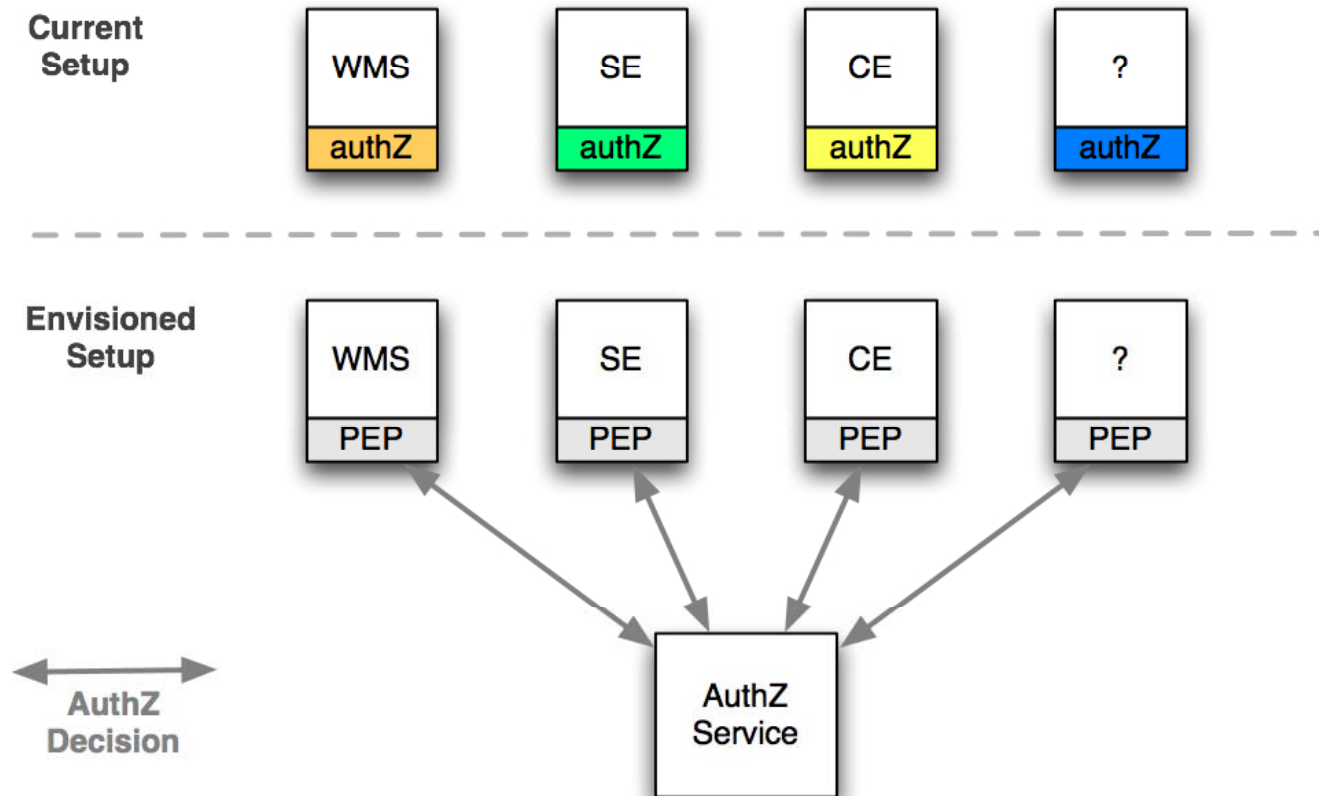 Current
Setup
WMS
SE
CE
?
authZ
authZ
authZ
authZ
Envisioned
Setup
WMS
SE
CE
?
PEP
PEP
PEP
PEP
AuthZ
Decision
AuthZ
Service